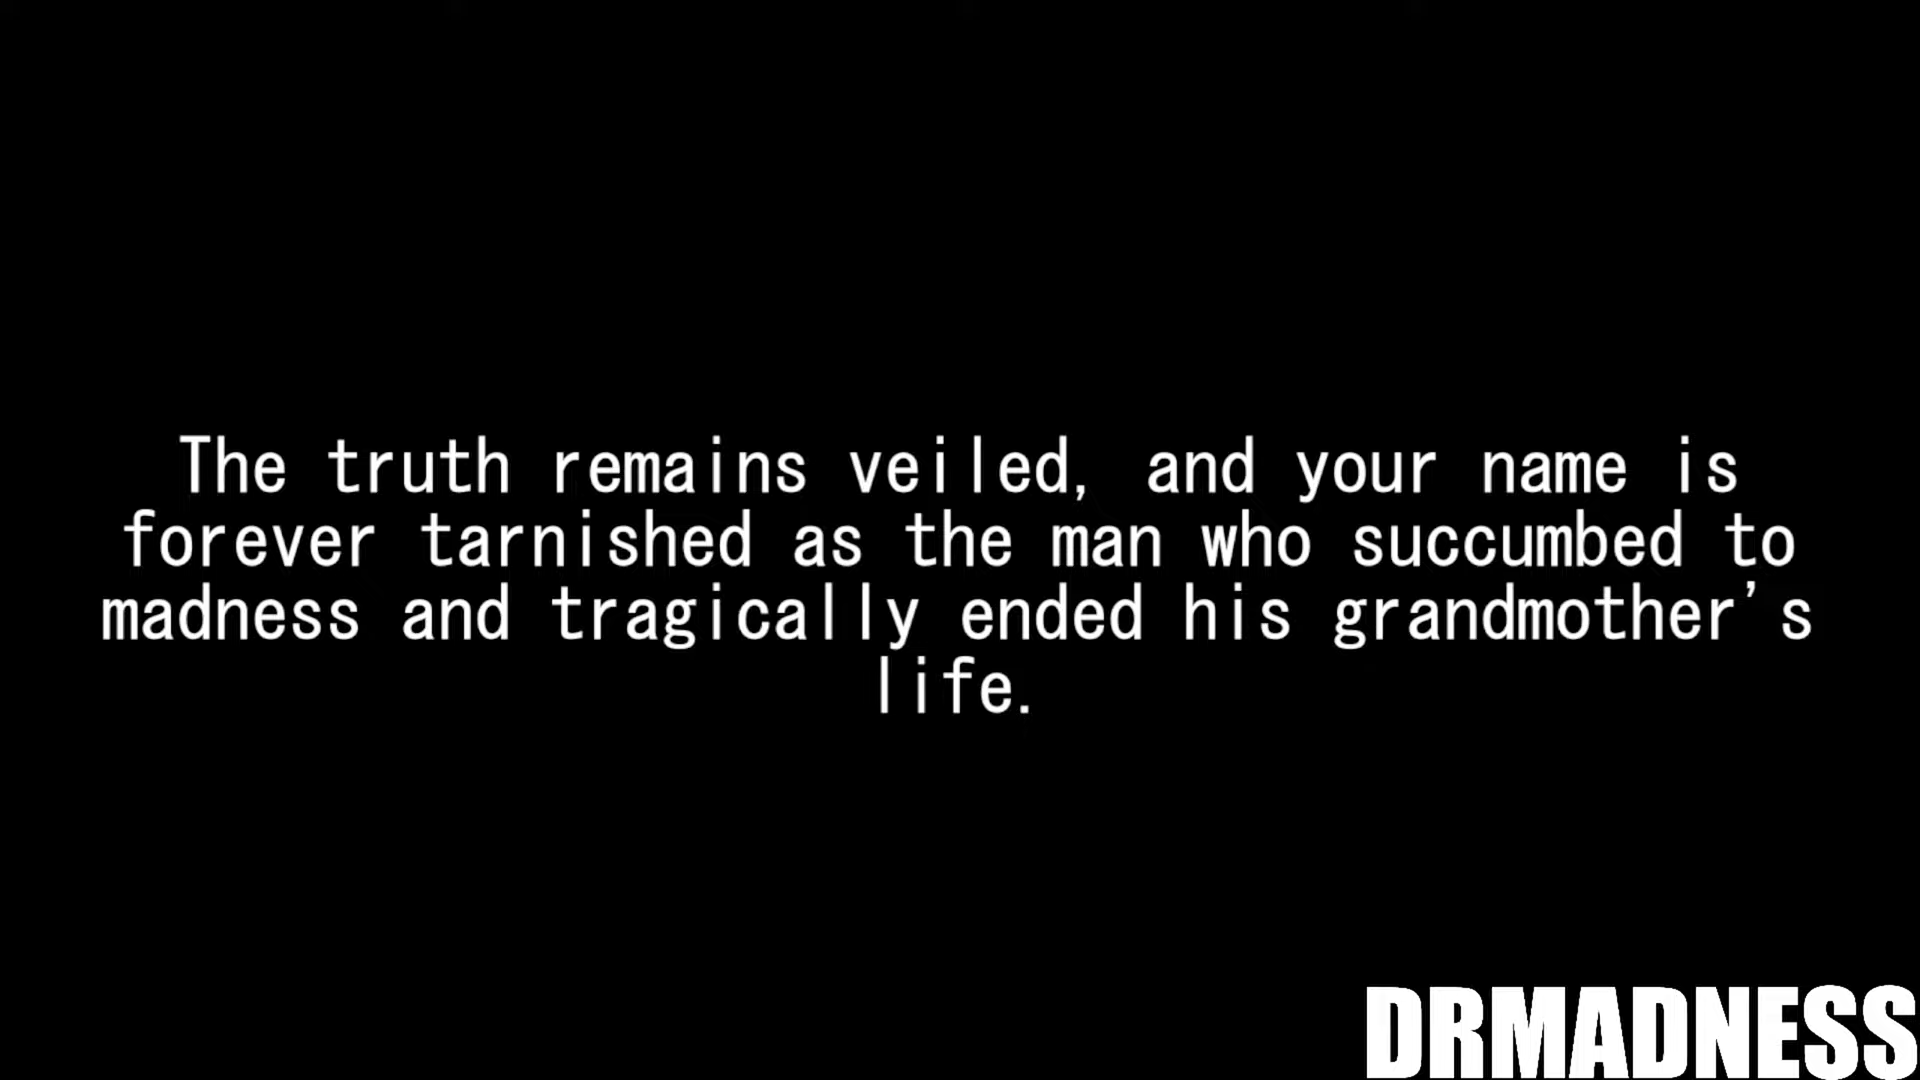 The truth remains veiled, and your name is
forever tarnished as the man who succumbed to
madness and tragically ended his grandmother's
life.
DRMADNESS